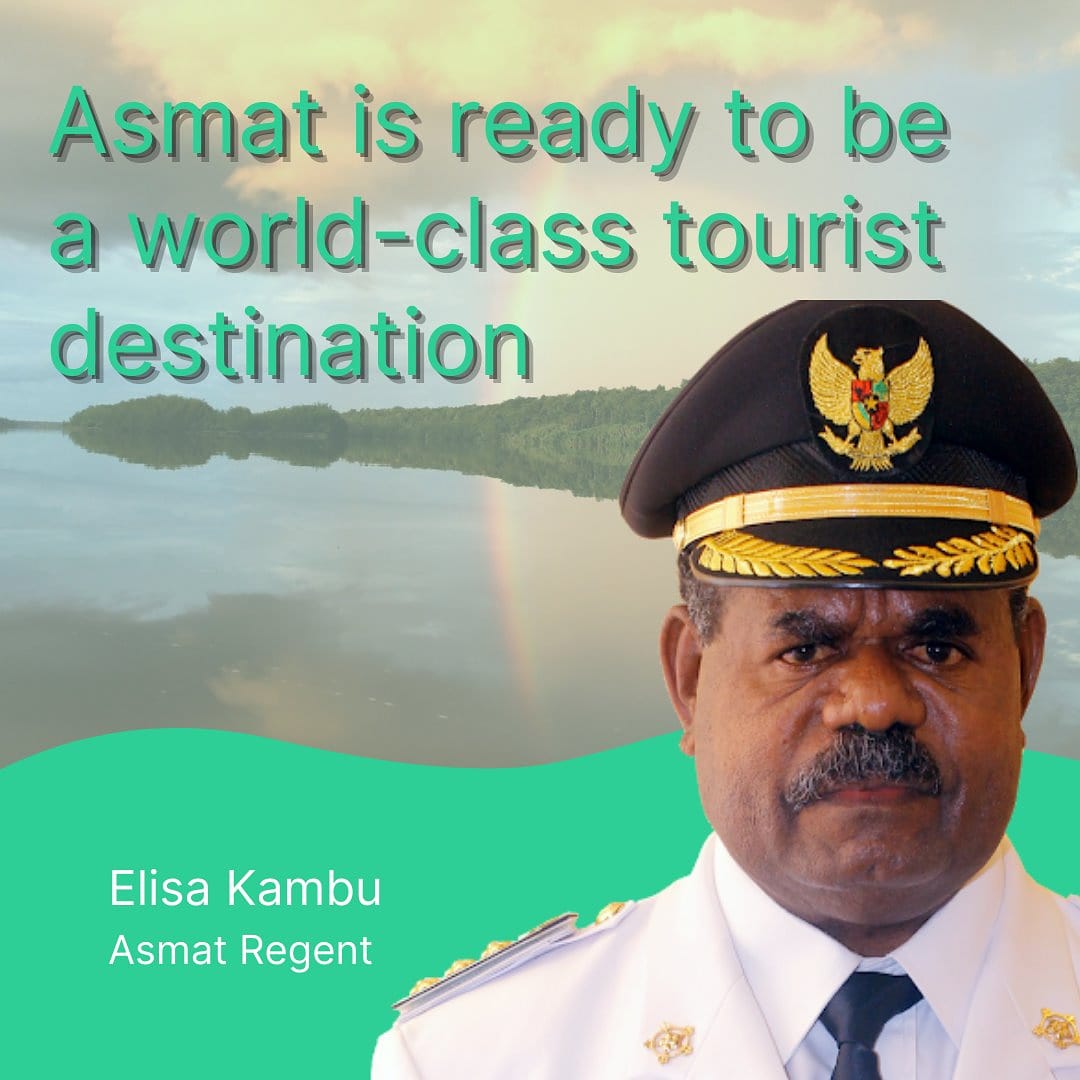 Asmat is ready to be
a world-class tourist
destination
Elisa Kambu
Asmat Regent